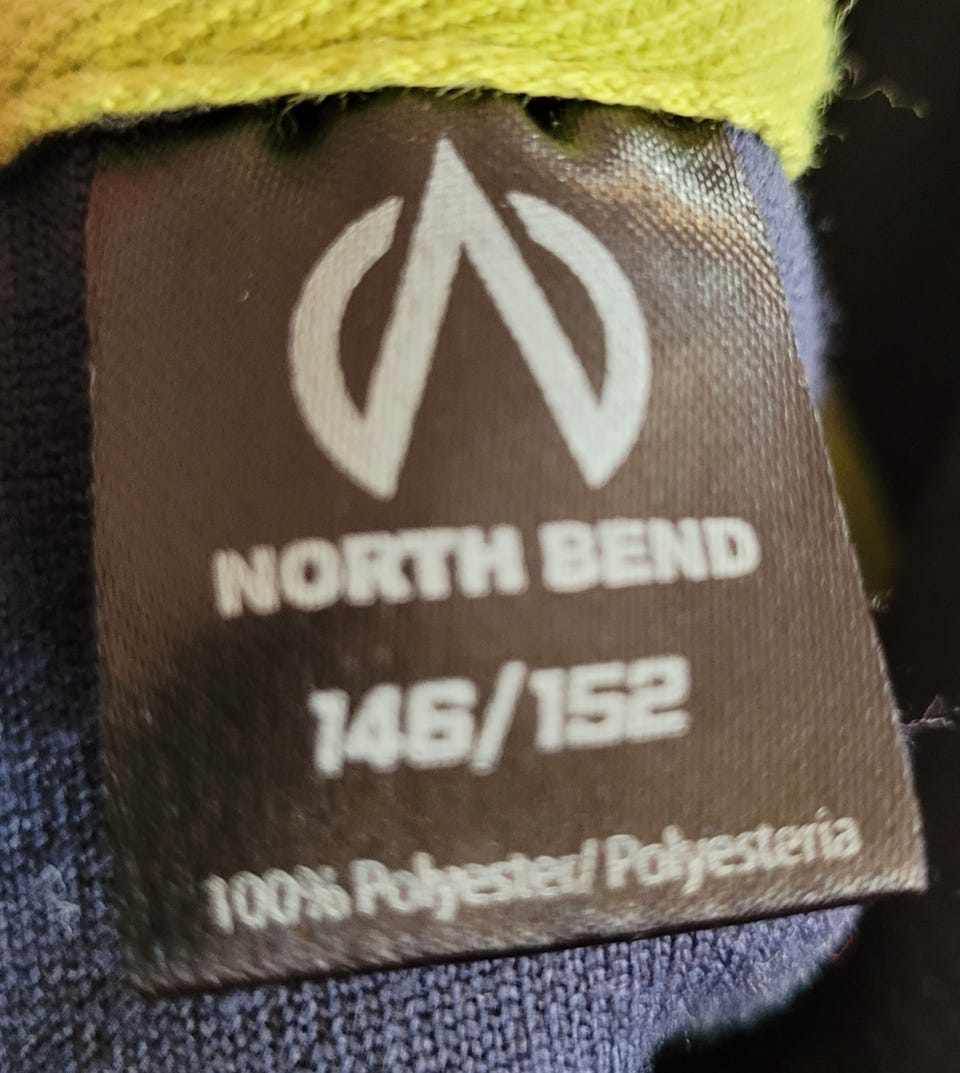 NORTH BEND
146/152
100% Polyester/Polyesteria